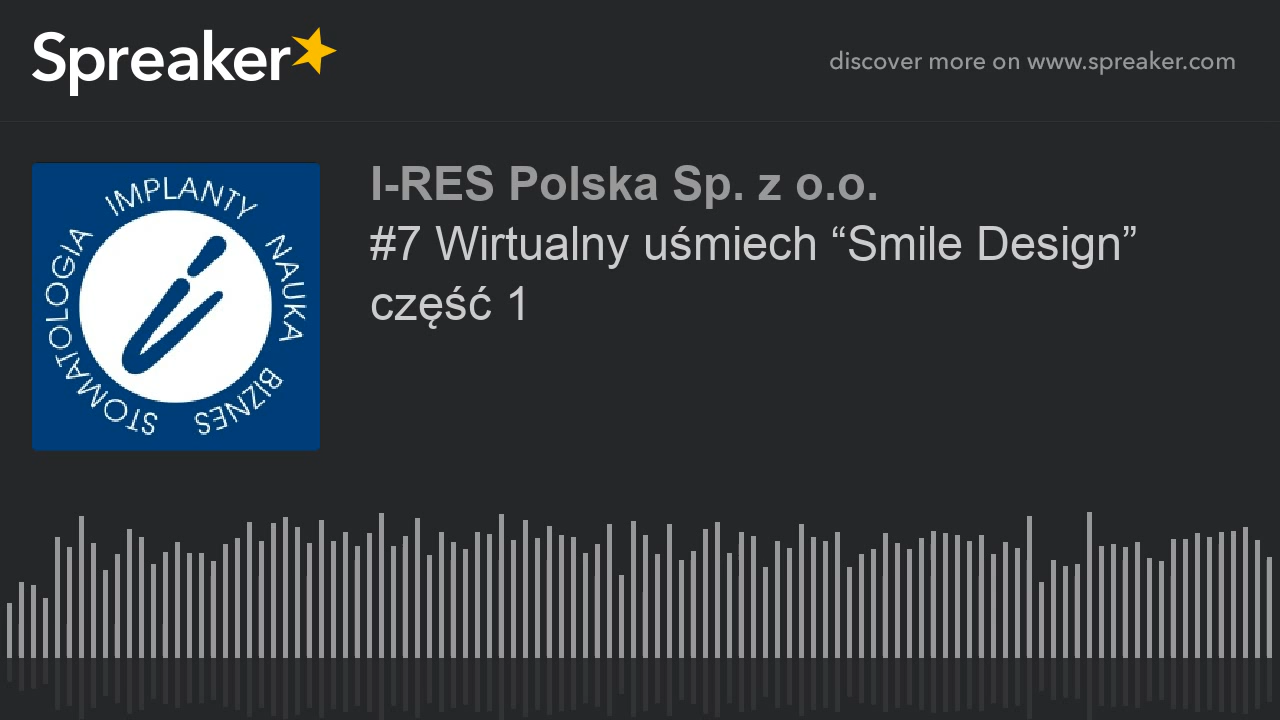 Spreaker
discover more on www.spreaker.com
STOMATOLOGIA IMPLANTY NAUKA BIZNES
I-RES Polska Sp. z o.o.
#7 Wirtualny uśmiech “Smile Design”
część 1